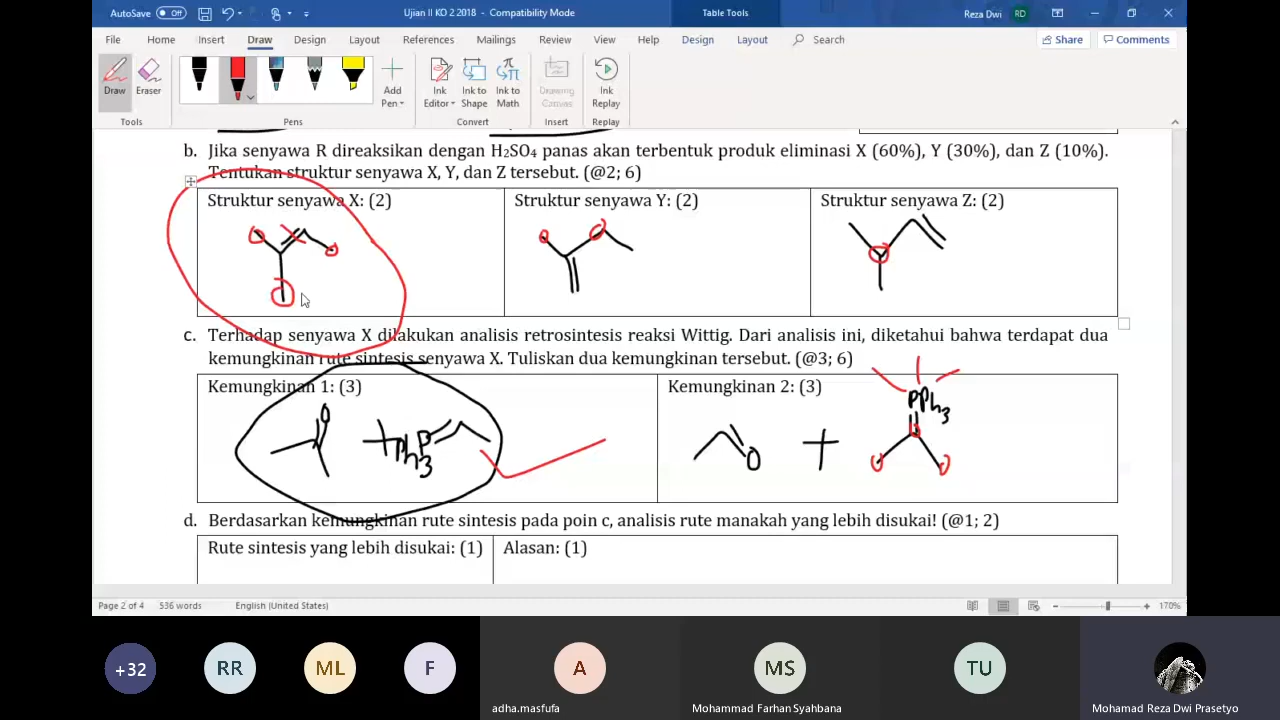 AutoSave Off
Ujian II KO 2 2018 - Compatibility Mode
Table Tools
Reza Dwi RD
File Home Insert Draw Design Layout References Mailings Review View Help Design Layout Search Share Comments
Draw Eraser Add Pen Ink Editor Ink to Shape Ink to Math Drawing Canvas Ink Replay
Tools Pens Convert Insert Replay
b. Jika senyawa R direaksikan dengan H₂SO₄ panas akan terbentuk produk eliminasi X (60%), Y (30%), dan Z (10%).
Tentukan struktur senyawa X, Y, dan Z tersebut. (@2; 6)
Struktur senyawa X: (2) Struktur senyawa Y: (2) Struktur senyawa Z: (2)
c. Terhadap senyawa X dilakukan analisis retrosintesis reaksi Wittig. Dari analisis ini, diketahui bahwa terdapat dua
kemungkinan rute sintesis senyawa X. Tuliskan dua kemungkinan tersebut. (@3; 6)
Kemungkinan 1: (3) Kemungkinan 2: (3)
PPh3
O + Ph3P
O +
d. Berdasarkan kemungkinan rute sintesis pada poin c, analisis rute manakah yang lebih disukai! (@1; 2)
Rute sintesis yang lebih disukai: (1) Alasan: (1)
Page 2 of 4 536 words English (United States) 170%
+32 RR ML F A MS TU
adha.masfufa Mohammad Farhan Syahbana Mohamad Reza Dwi Prasetyo